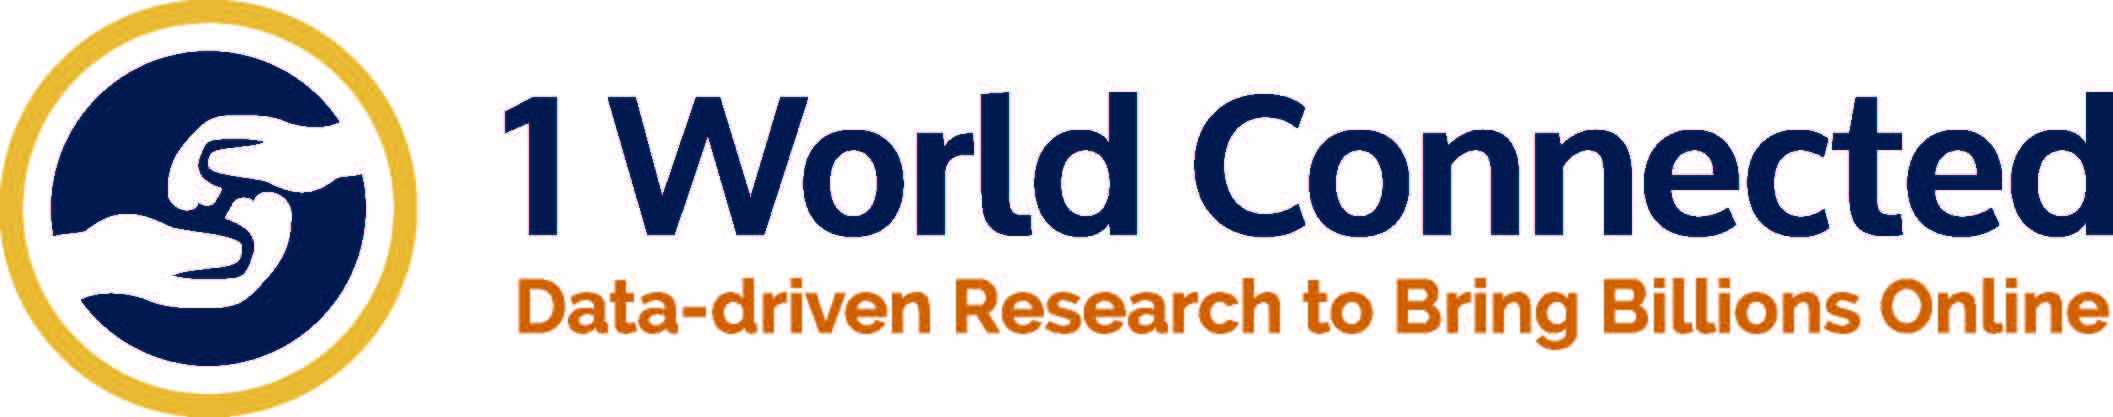 1 World Connected
Data-driven Research to Bring Billions Online